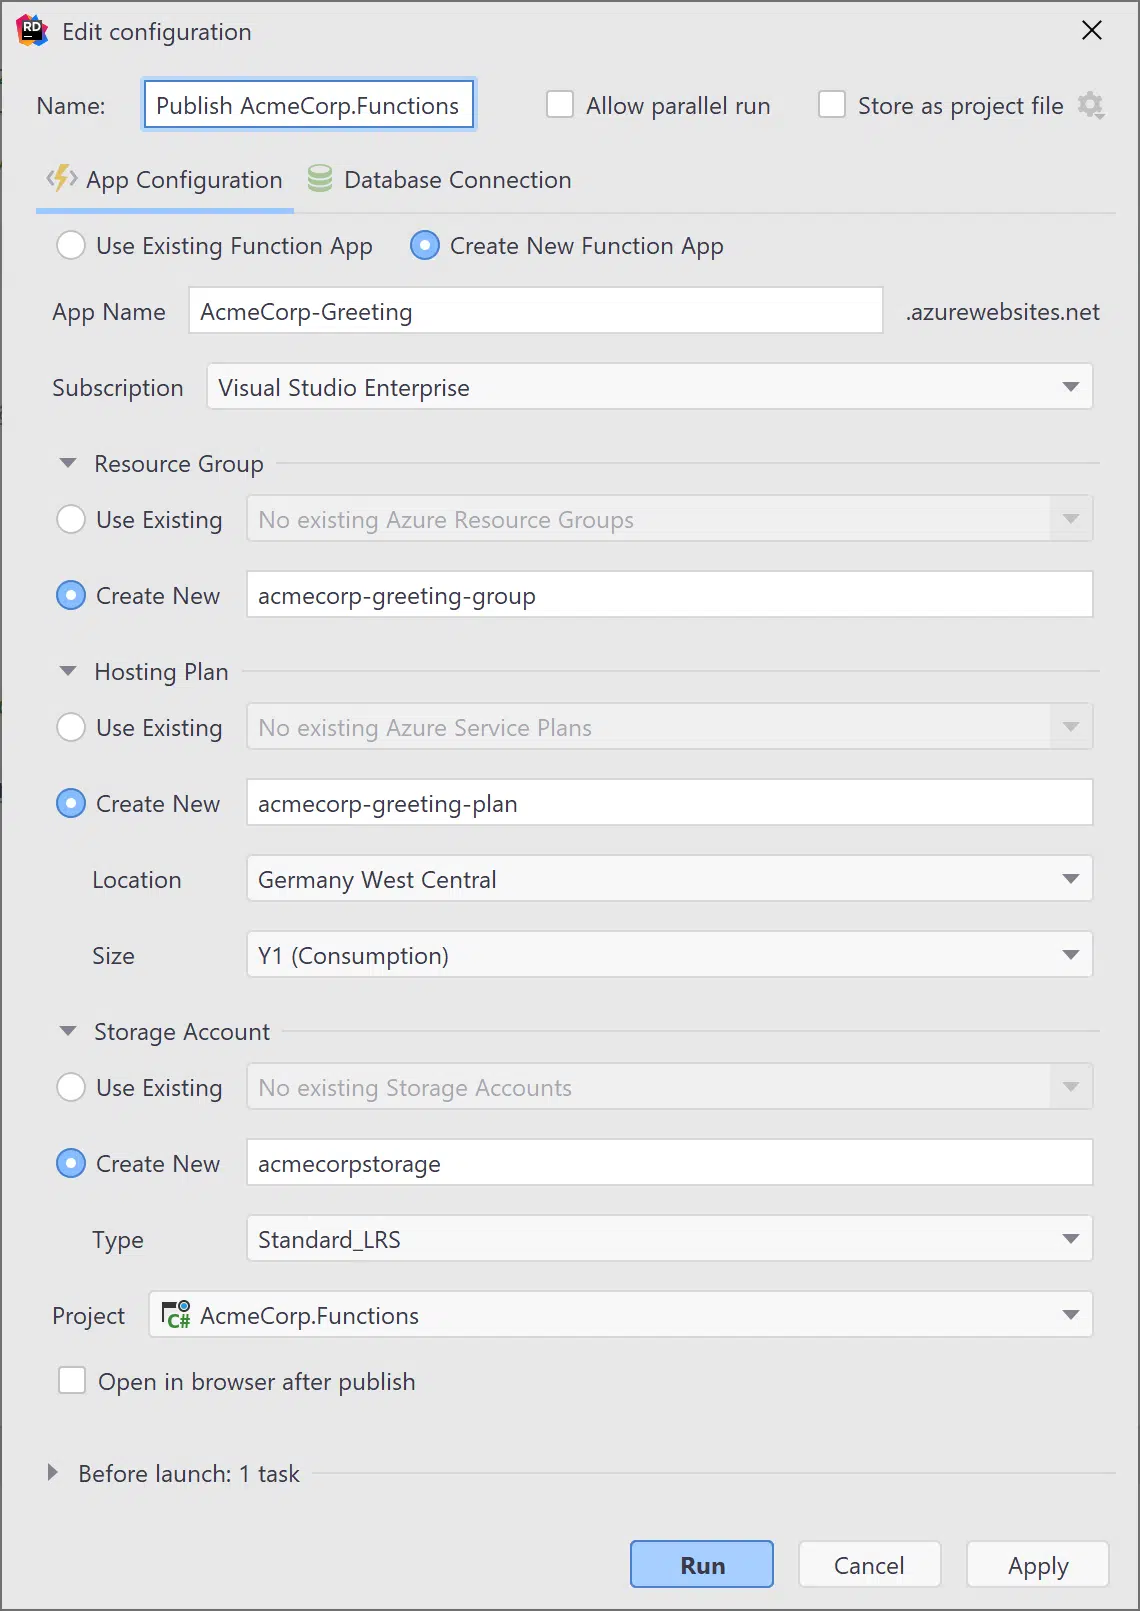 RD Edit configuration
Name: Publish AcmeCorp.Functions Allow parallel run Store as project file
App Configuration Database Connection
Use Existing Function App Create New Function App
App Name AcmeCorp-Greeting .azurewebsites.net
Subscription Visual Studio Enterprise
Resource Group
Use Existing No existing Azure Resource Groups
Create New acmecorp-greeting-group
Hosting Plan
Use Existing No existing Azure Service Plans
Create New acmecorp-greeting-plan
Location Germany West Central
Size Y1 (Consumption)
Storage Account
Use Existing No existing Storage Accounts
Create New acmecorpstorage
Type Standard_LRS
Project C# AcmeCorp.Functions
Open in browser after publish
Before launch: 1 task
Run Cancel Apply